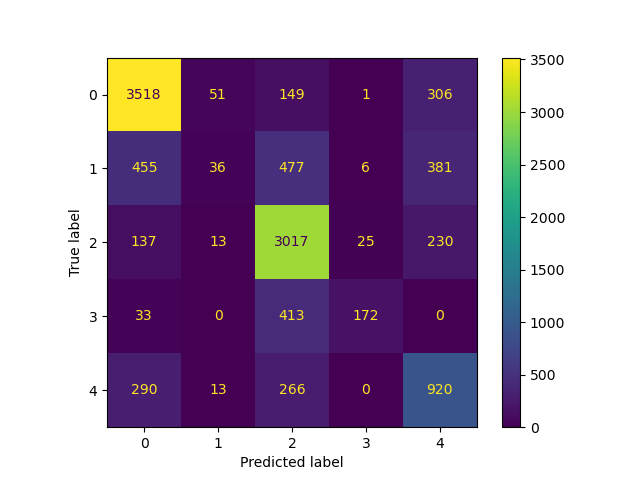 3500
0 3518 51 149 1 306
3000
1 455 36 477 6 381
2500
2000
2 137 13 3017 25 230
1500
3 33 0 413 172 0
1000
4 290 13 266 0 920
500
0
0 1 2 3 4
Predicted label
True label